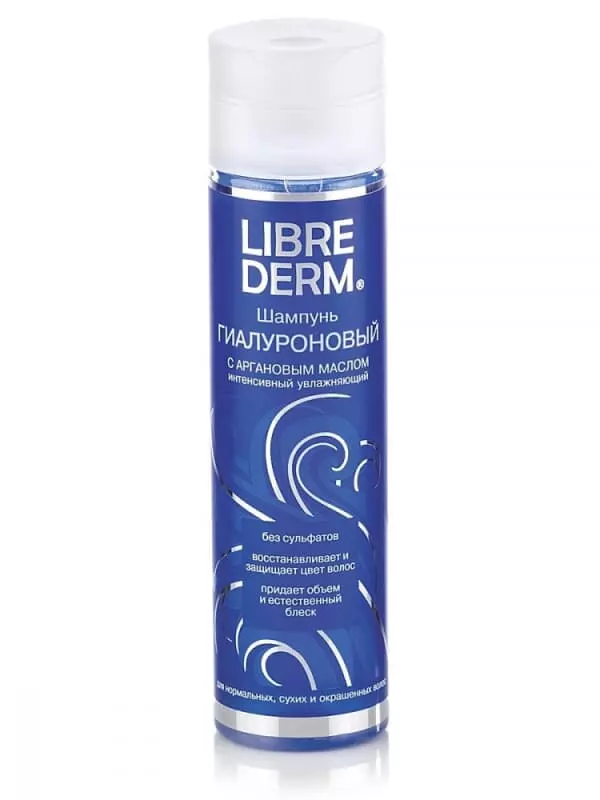 LIBRE
DERM®
Шампунь
ГИАЛУРОНОВЫЙ
С АРГАНОВЫМ МАСЛОМ
интенсивный увлажняющий
без сульфатов
восстанавливает и
защищает цвет волос
придает объем
и естественный
блеск
для нормальных, сухих и окрашенных волос